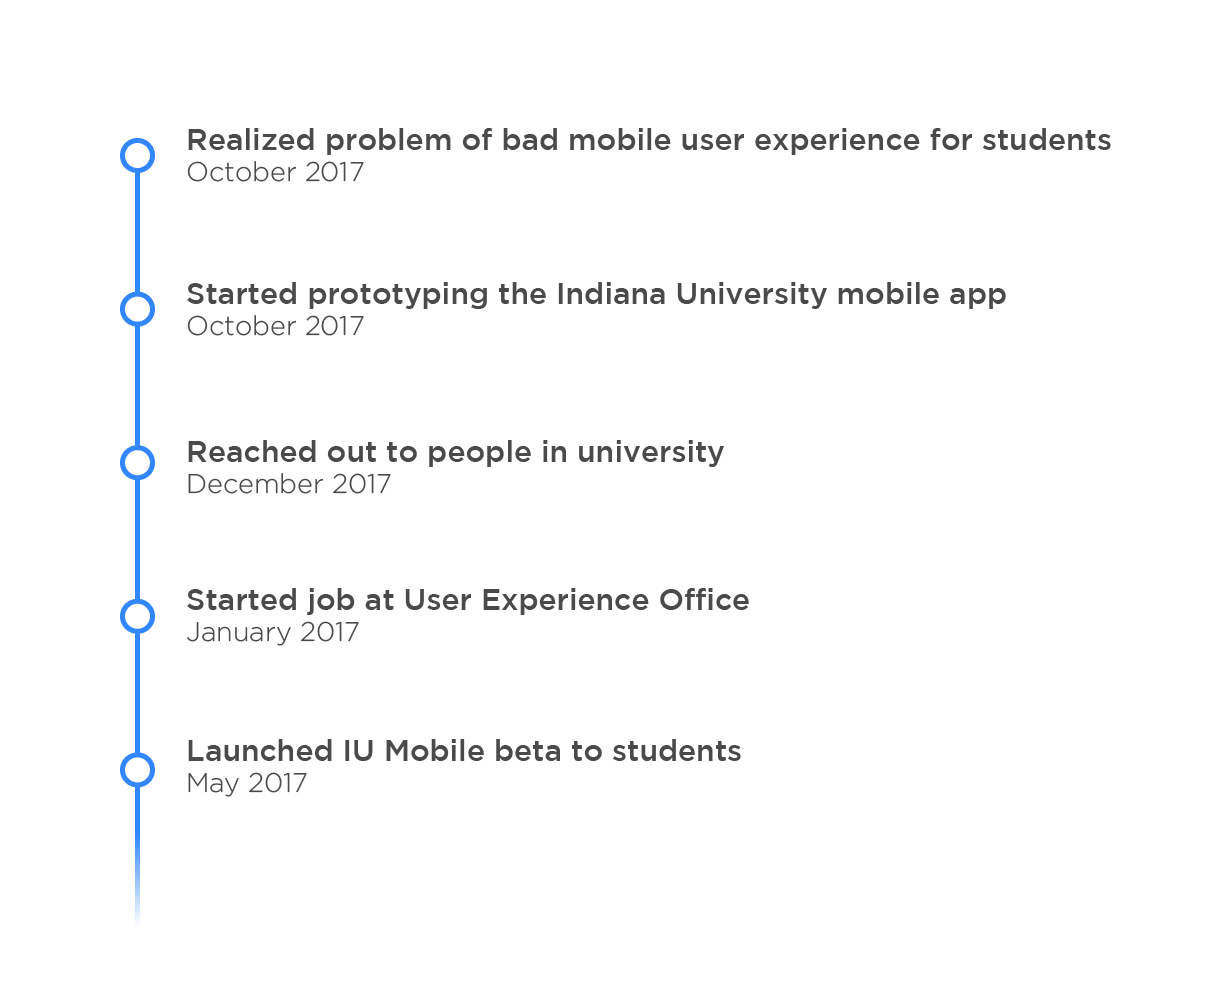 Realized problem of bad mobile user experience for students
October 2017
Started prototyping the Indiana University mobile app
October 2017
Reached out to people in university
December 2017
Started job at User Experience Office
January 2017
Launched IU Mobile beta to students
May 2017